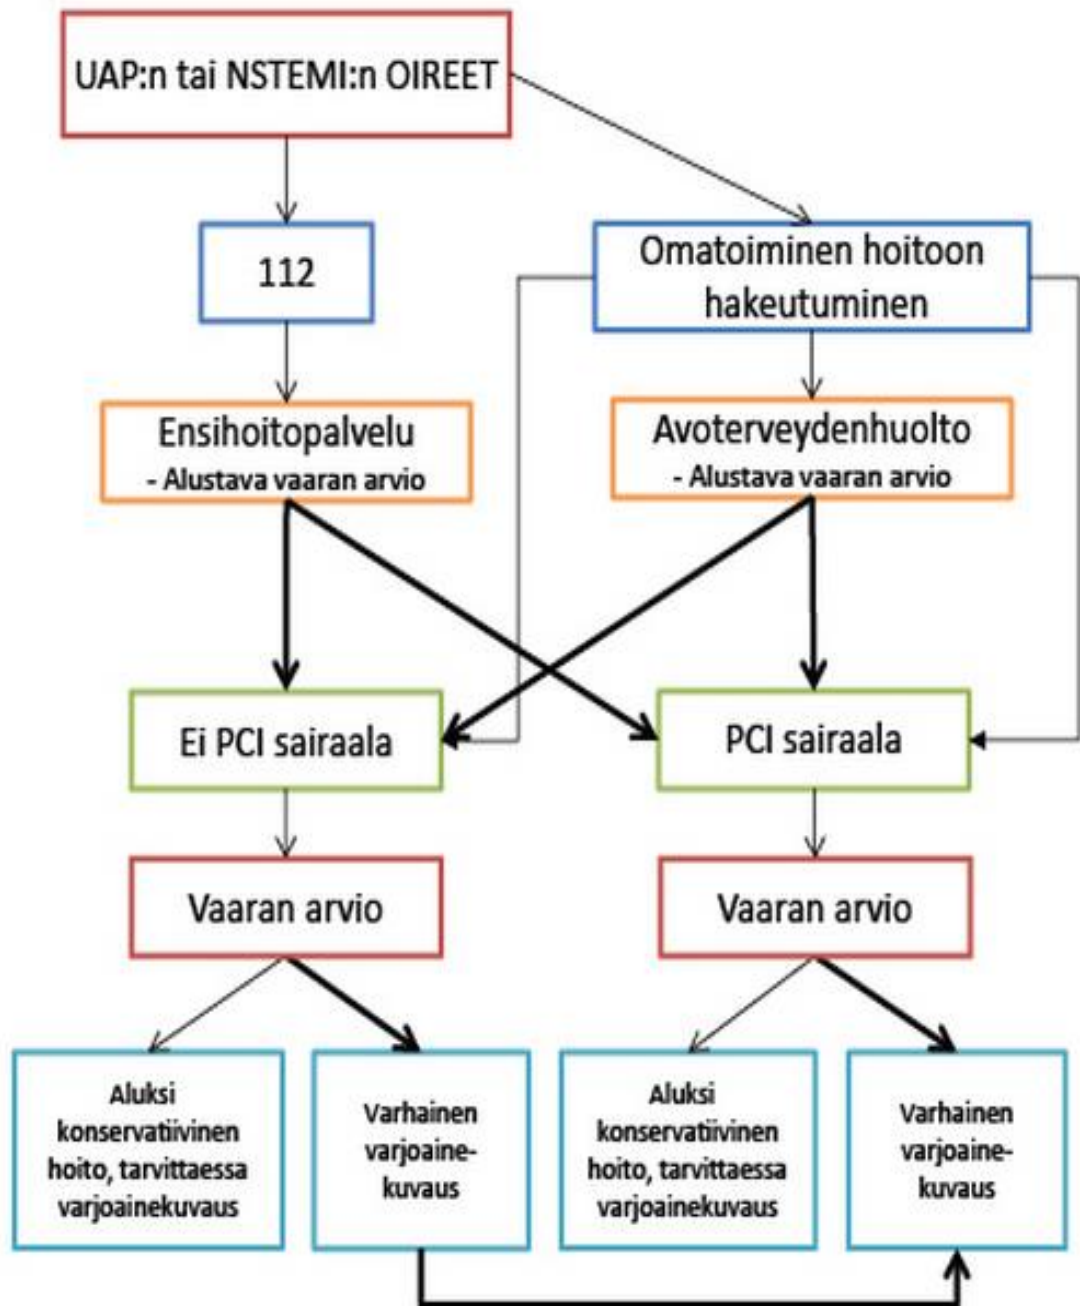 UAP:n tai NSTEMI:n OIREET
112
Omatoiminen hoitoon
hakeutuminen
Ensihoitopalvelu
- Alustava vaaran arvio
Avoterveydenhuolto
- Alustava vaaran arvio
Ei PCI sairaala
PCI sairaala
Vaaran arvio
Vaaran arvio
Aluksi
konservatiivinen
hoito, tarvittaessa
varjoainekuvaus
Varhainen
varjoaine-
kuvaus
Aluksi
konservatiivinen
hoito, tarvittaessa
varjoainekuvaus
Varhainen
varjoaine-
kuvaus